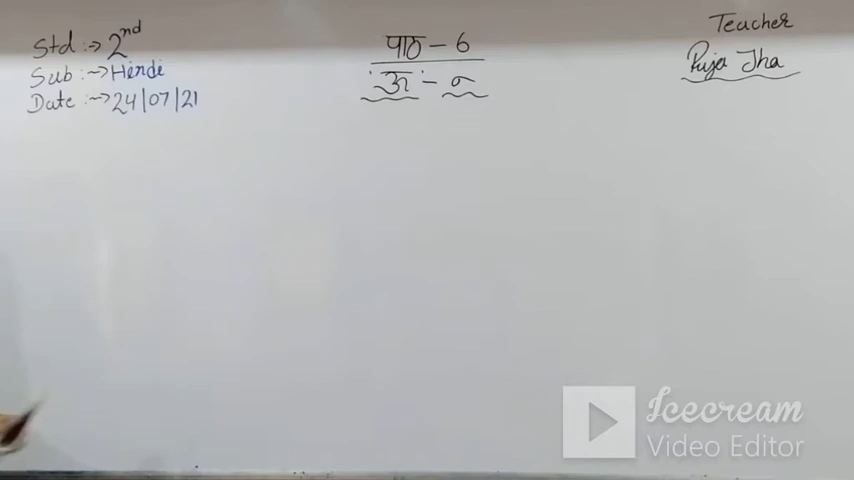 Std :-> 2nd
Sub :~> Hindi
Date :~> 24/07/21
पाठ - 6
Teacher
Puja Jha
Icecream
Video Editor